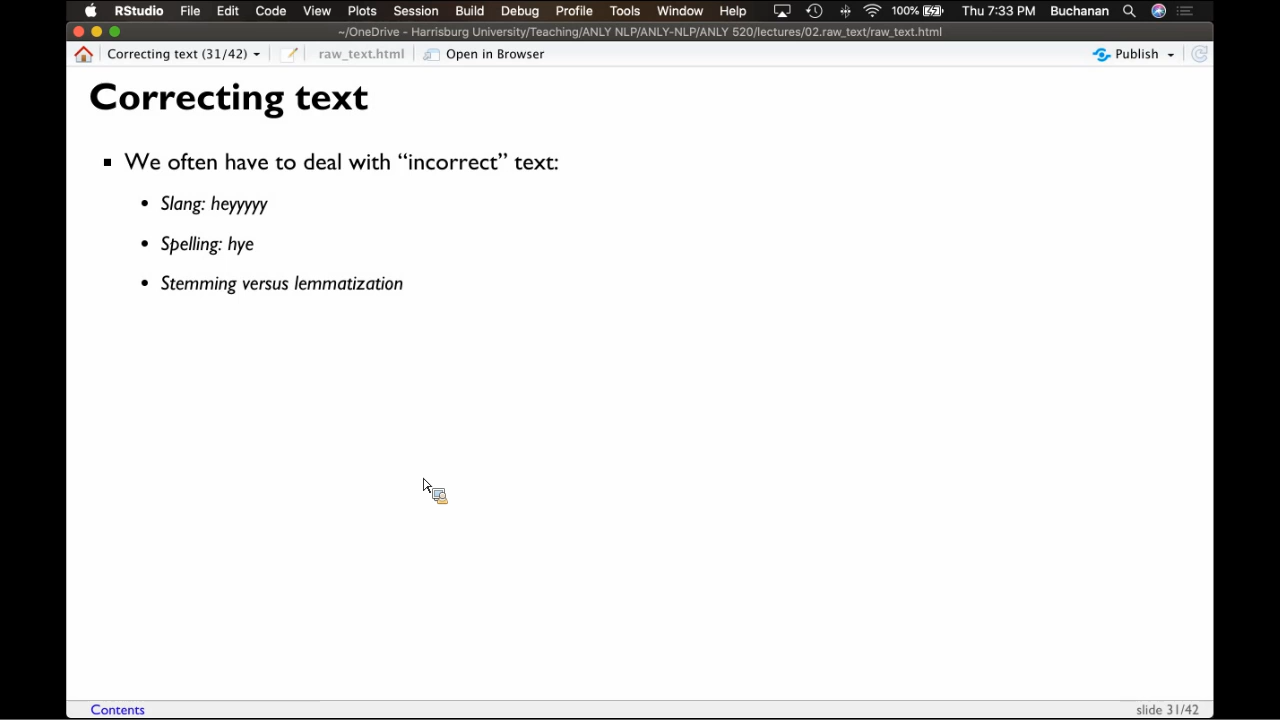 RStudio File Edit Code View Plots Session Build Debug Profile Tools Window Help 100% Thu 7:33 PM Buchanan
~/OneDrive - Harrisburg University/Teaching/ANLY NLP/ANLY-NLP/ANLY 520/lectures/02.raw_text/raw_text.html
Correcting text (31/42) raw_text.html Open in Browser Publish
Correcting text
We often have to deal with “incorrect” text:
Slang: heyyyyy
Spelling: hye
Stemming versus lemmatization
Contents slide 31/42